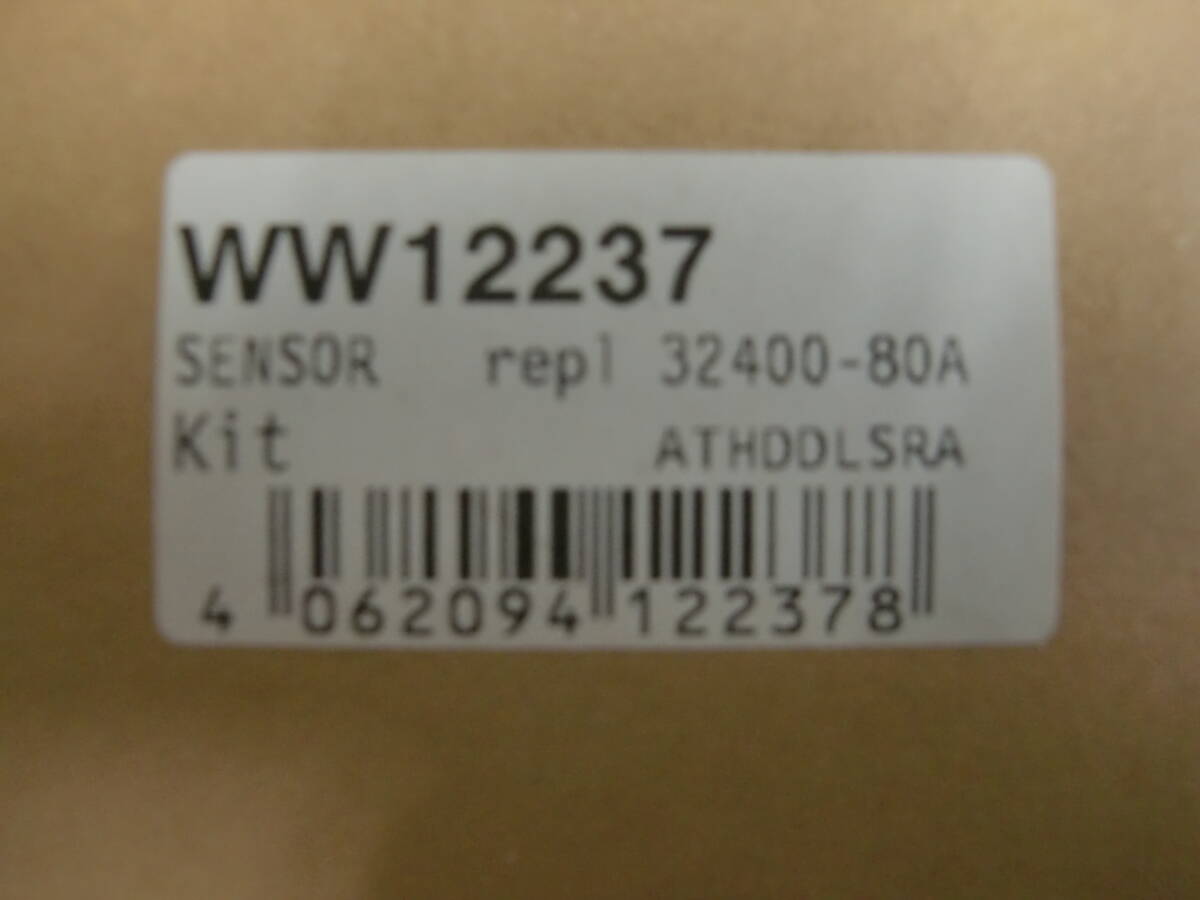 WW12237
SENSOR repl 32400-80A
Kit ATHDDLSRA
4 062094 122378